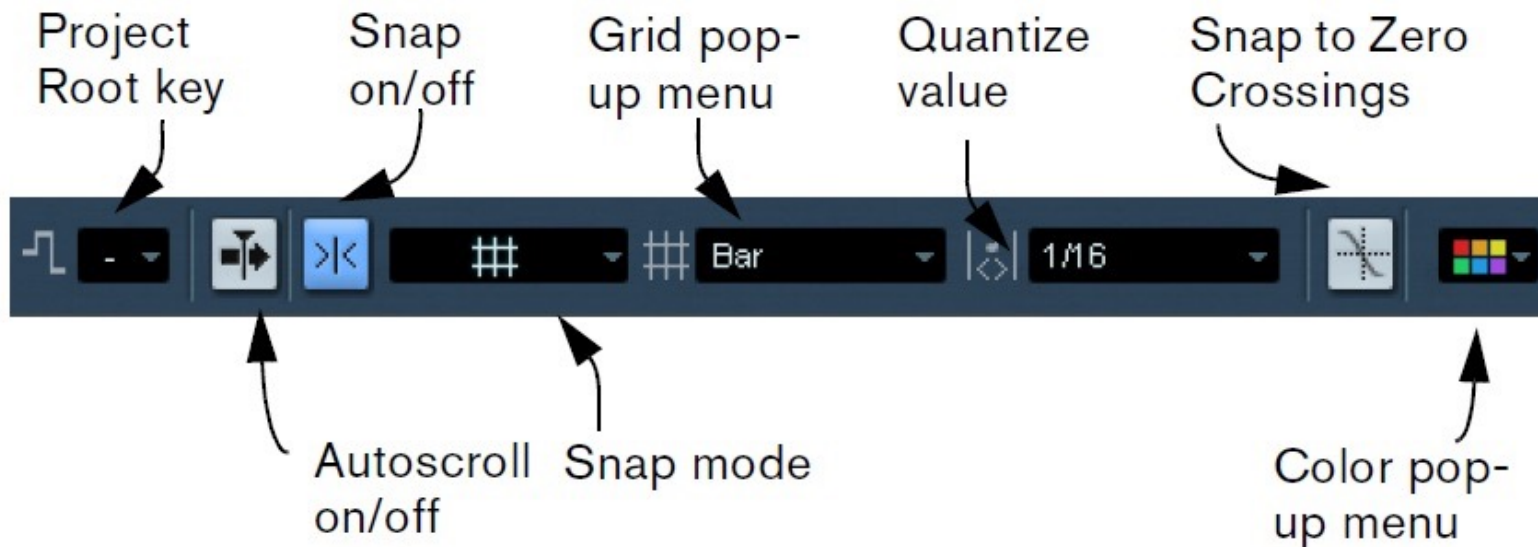 Project
Root key
Snap
on/off
Grid pop-
up menu
Quantize
value
Snap to Zero
Crossings
-
Bar
1/16
Autoscroll
on/off
Snap mode
Color pop-
up menu